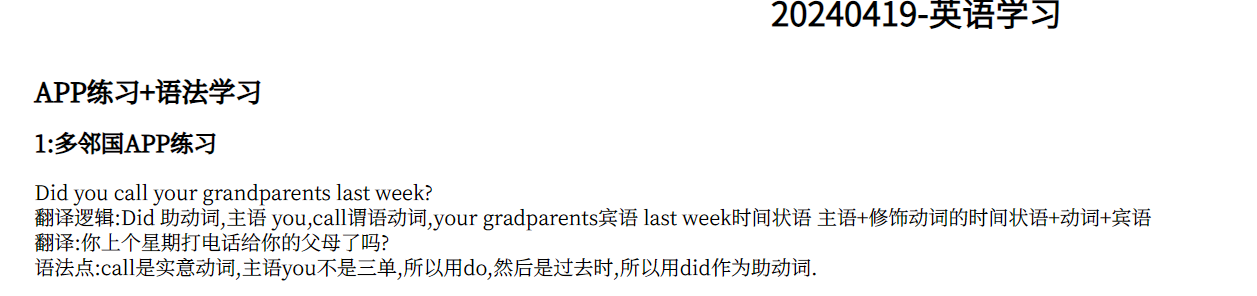 20240419-英语学习
APP练习+语法学习
1:多邻国APP练习
Did you call your grandparents last week?
翻译逻辑:Did 助动词,主语 you,call谓语动词,your gradparents宾语 last week时间状语 主语+修饰动词的时间状语+动词+宾语
翻译:你上个星期打电话给你的父母了吗?
语法点:call是实意动词,主语you不是三单,所以用do,然后是过去时,所以用did作为助动词.